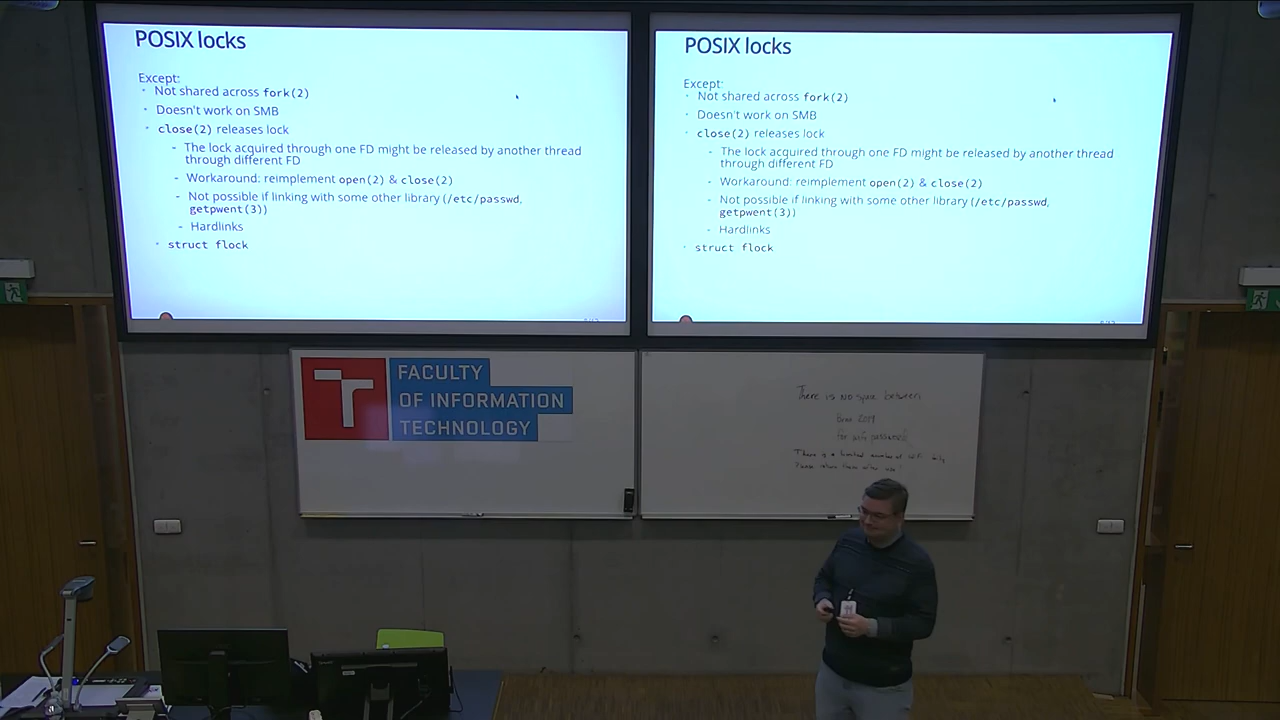 POSIX locks
Except:
Not shared across fork(2)
Doesn't work on SMB
close(2) releases lock
The lock acquired through one FD might be released by another thread
through different FD
Workaround: reimplement open(2) & close(2)
Not possible if linking with some other library (/etc/passwd,
getpwent(3))
Hardlinks
struct flock
POSIX locks
Except:
Not shared across fork(2)
Doesn't work on SMB
close(2) releases lock
The lock acquired through one FD might be released by another thread
through different FD
Workaround: reimplement open(2) & close(2)
Not possible if linking with some other library (/etc/passwd,
getpwent(3))
Hardlinks
struct flock
FACULTY
OF INFORMATION
TECHNOLOGY
There is no space between